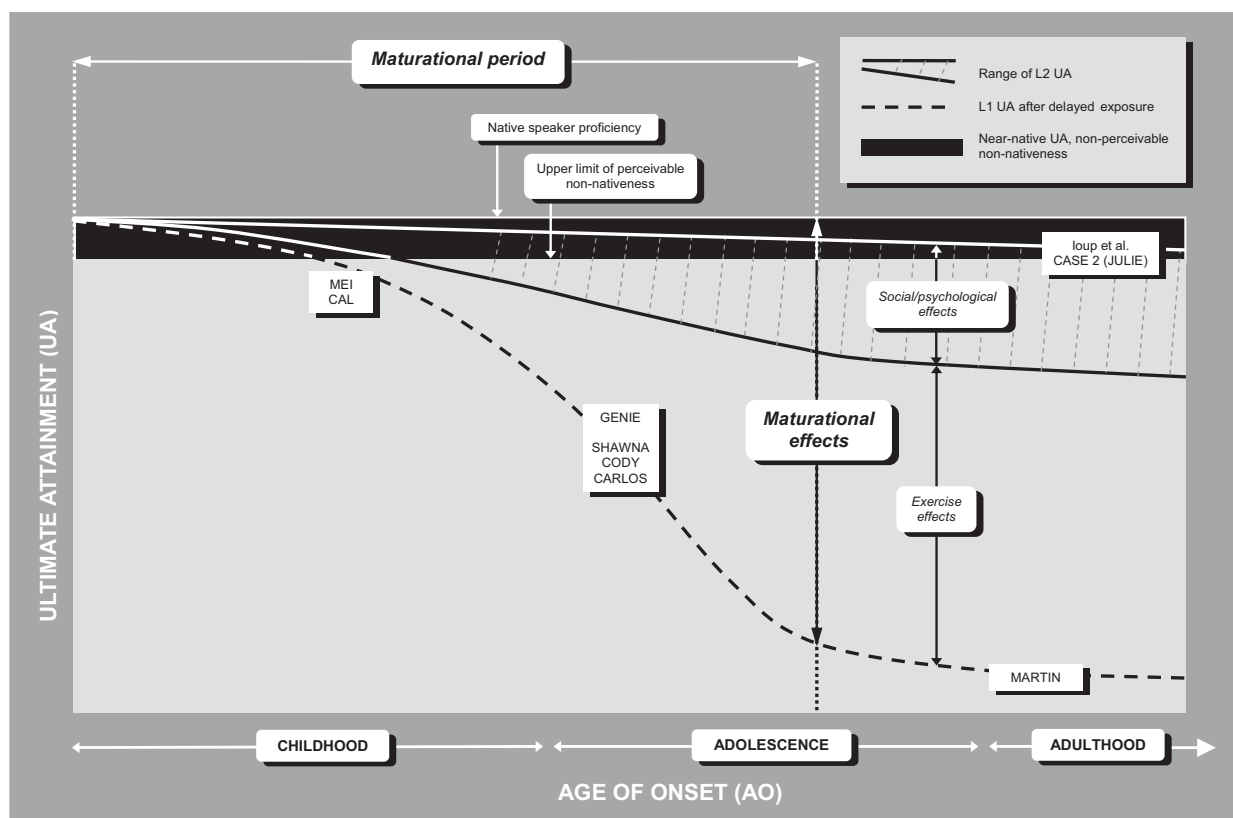 Maturational period
Range of L2 UA
L1 UA after delayed exposure
Near-native UA, non-perceivable
non-nativeness
Native speaker proficiency
Upper limit of perceivable
non-nativeness
Ioup et al.
CASE 2 (JULIE)
MEI
CAL
Social/psychological
effects
GENIE
SHAWNA
CODY
CARLOS
Maturational
effects
Exercise
effects
MARTIN
ULTIMATE ATTAINMENT (UA)
CHILDHOOD
ADOLESCENCE
ADULTHOOD
AGE OF ONSET (AO)